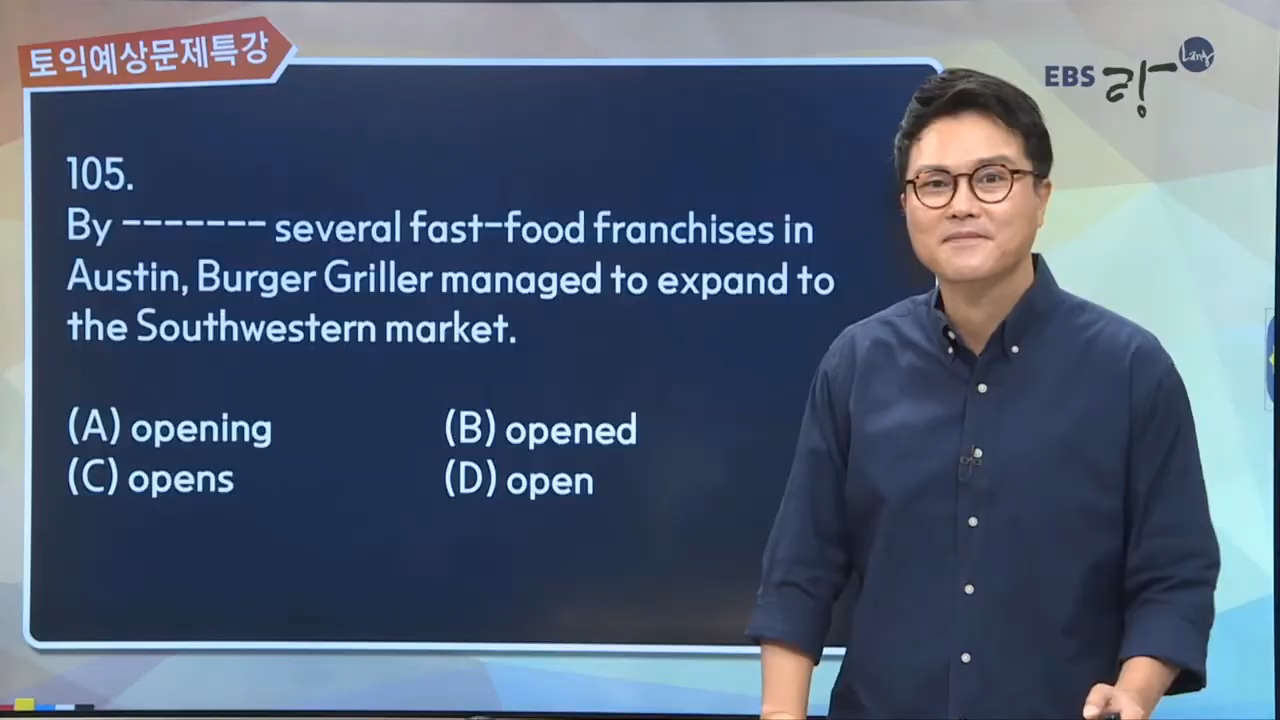 토익예상문제특강
EBS 랑 Lang
105.
By ------- several fast-food franchises in
Austin, Burger Griller managed to expand to
the Southwestern market.
(A) opening (B) opened
(C) opens (D) open